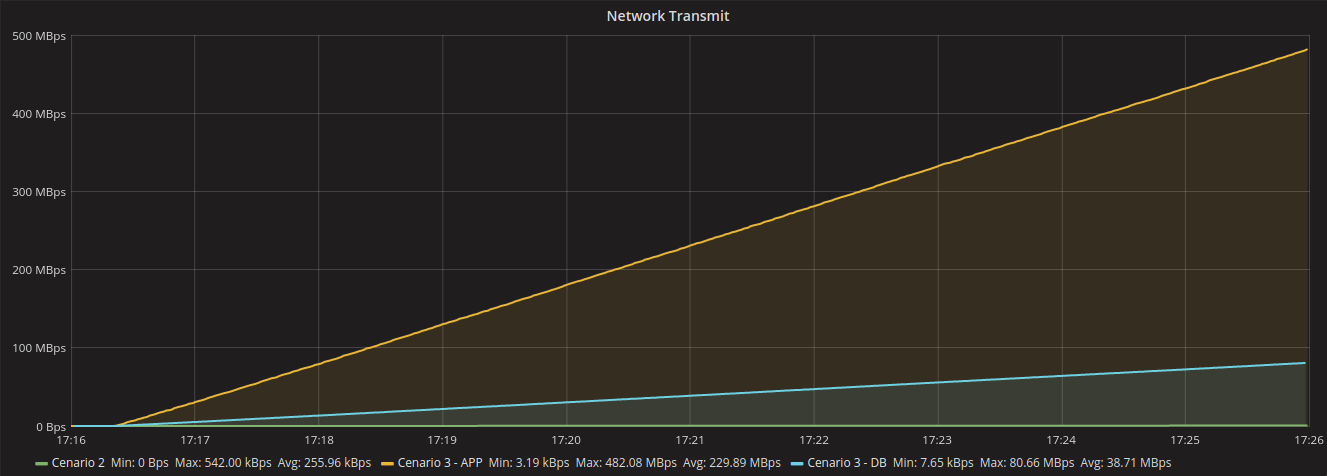 Network Transmit
500 MBps
400 MBps
300 MBps
200 MBps
100 MBps
0 Bps
17:16 17:17 17:18 17:19 17:20 17:21 17:22 17:23 17:24 17:25 17:26
Cenario 2 Min: 0 Bps Max: 542.00 kBps Avg: 255.96 kBps Cenario 3 - APP Min: 3.19 kBps Max: 482.08 MBps Avg: 229.89 MBps Cenario 3 - DB Min: 7.65 kBps Max: 80.66 MBps Avg: 38.71 MBps